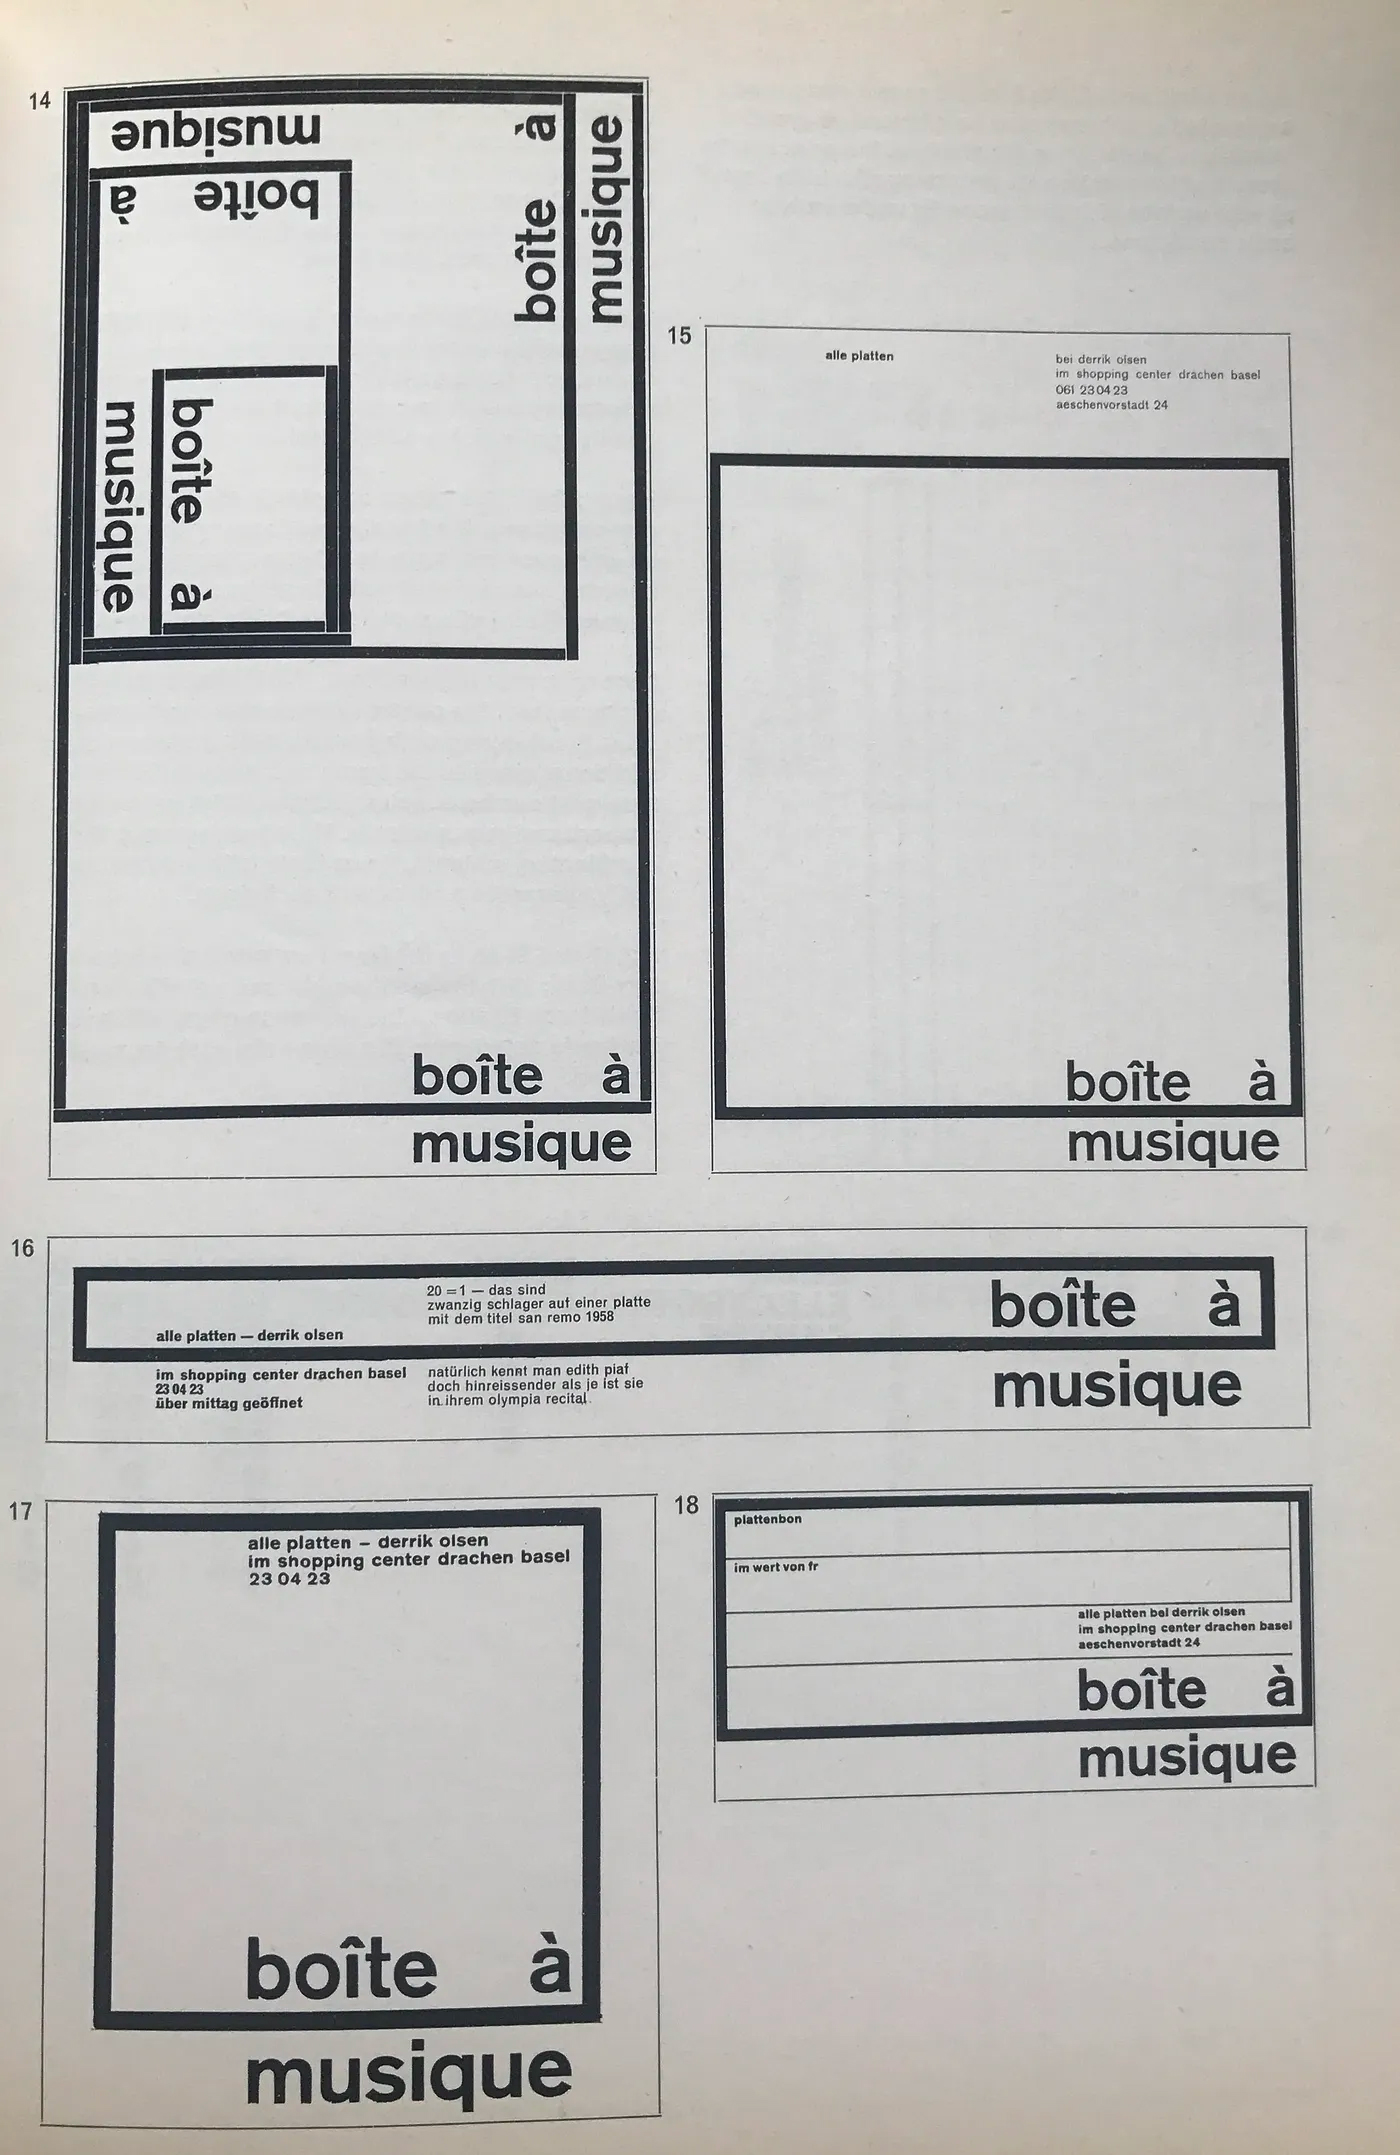 14
musique
boîte à
boîte à
musique
boîte à
musique
boîte à
musique
15
alle platten
bei derrik olsen
im shopping center drachen basel
061 23 04 23
aeschenvorstadt 24
boîte à
musique
16
20 = 1 — das sind
zwanzig schlager auf einer platte
mit dem titel san remo 1958
alle platten — derrik olsen
im shopping center drachen basel
23 04 23
über mittag geöffnet
natürlich kennt man edith piaf
doch hinreissender als je ist sie
in ihrem olympia recital
boîte à
musique
17
alle platten – derrik olsen
im shopping center drachen basel
23 04 23
boîte à
musique
18
plattenbon
im wert von fr
alle platten bei derrik olsen
im shopping center drachen basel
aeschenvorstadt 24
boîte à
musique